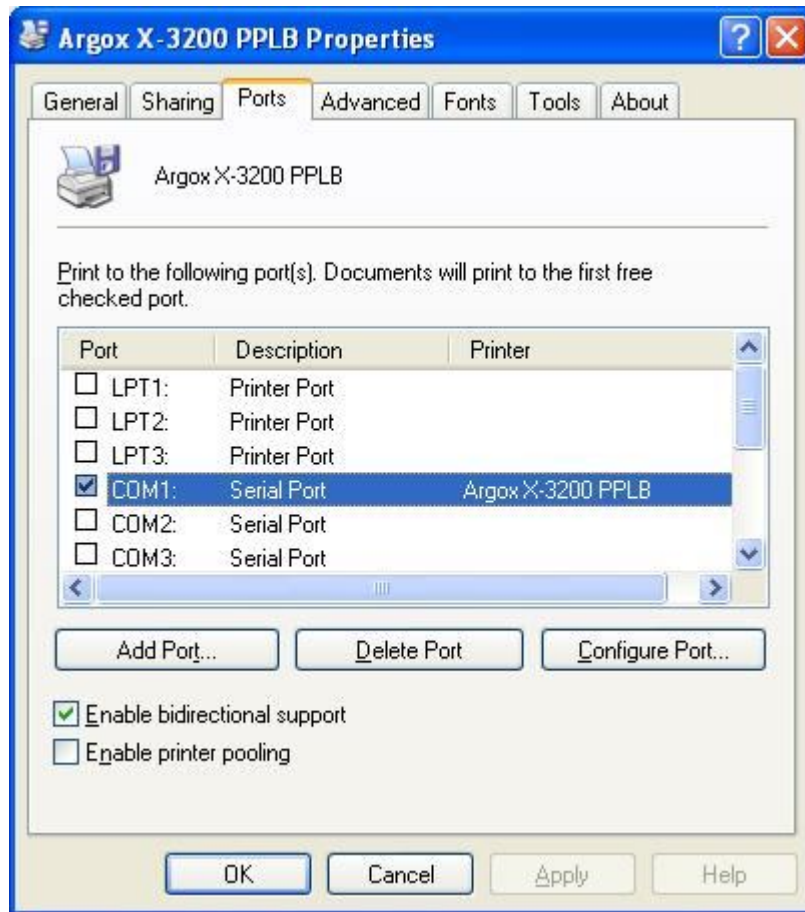 Argox X-3200 PPLB Properties
General Sharing Ports Advanced Fonts Tools About
Argox X-3200 PPLB
Print to the following port(s). Documents will print to the first free
checked port.
Port Description Printer
LPT1: Printer Port
LPT2: Printer Port
LPT3: Printer Port
COM1: Serial Port Argox X-3200 PPLB
COM2: Serial Port
COM3: Serial Port
Add Port... Delete Port Configure Port...
Enable bidirectional support
Enable printer pooling
OK Cancel Apply Help